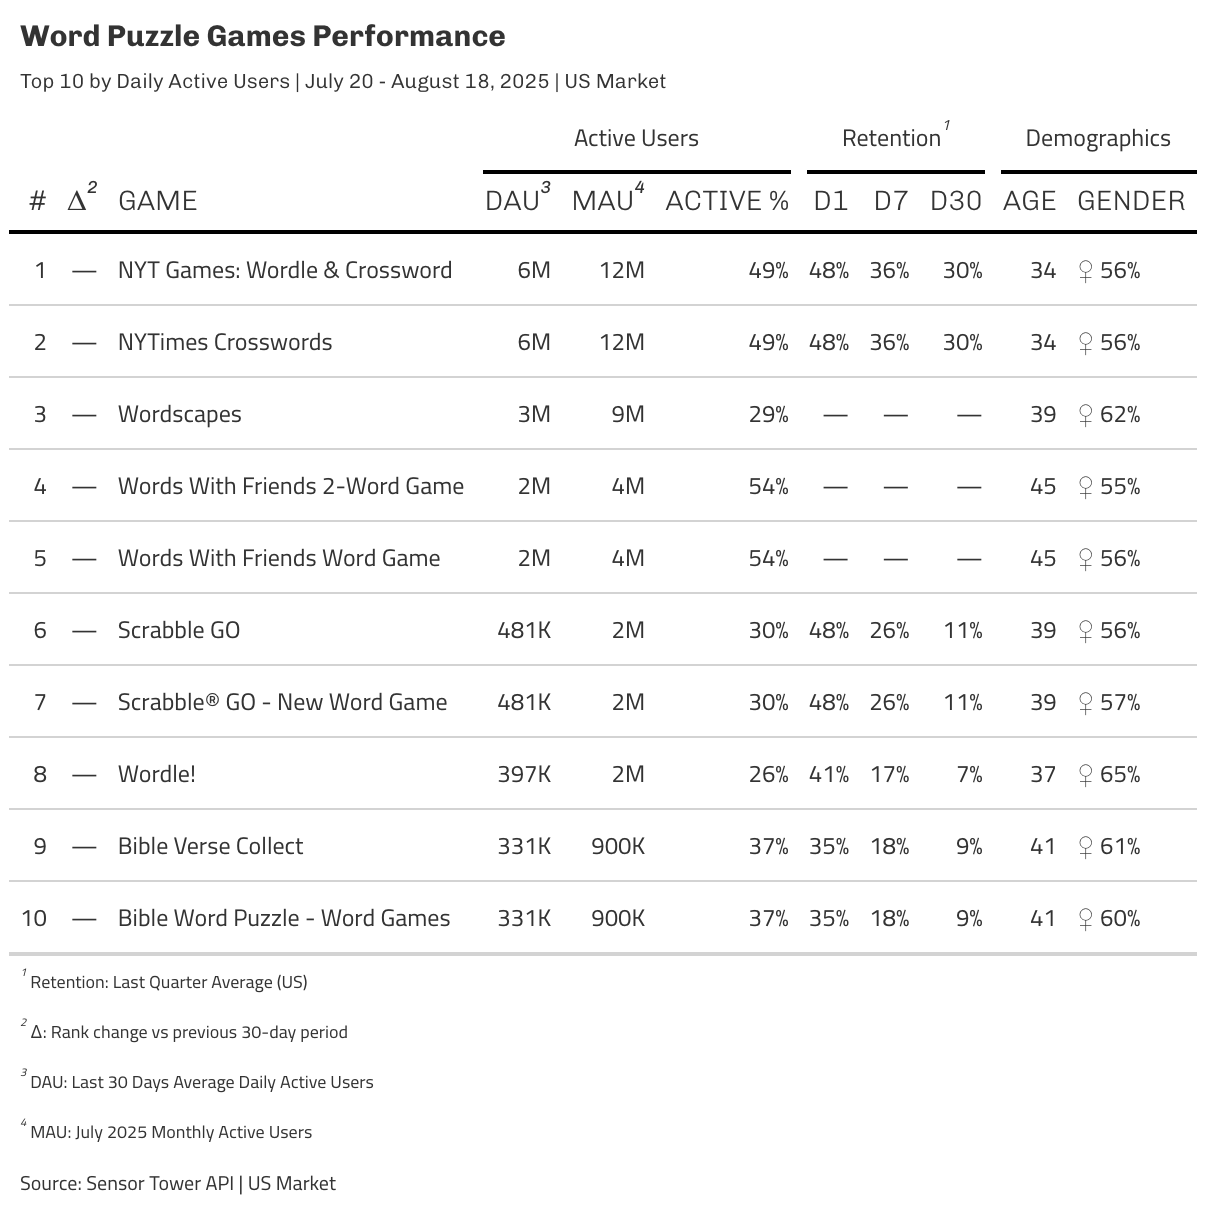 Word Puzzle Games Performance
Top 10 by Daily Active Users | July 20 - August 18, 2025 | US Market
Active Users Retention¹ Demographics
# Δ² GAME DAU³ MAU⁴ ACTIVE % D1 D7 D30 AGE GENDER
1 — NYT Games: Wordle & Crossword 6M 12M 49% 48% 36% 30% 34 ♀ 56%
2 — NYTimes Crosswords 6M 12M 49% 48% 36% 30% 34 ♀ 56%
3 — Wordscapes 3M 9M 29% — — — 39 ♀ 62%
4 — Words With Friends 2-Word Game 2M 4M 54% — — — 45 ♀ 55%
5 — Words With Friends Word Game 2M 4M 54% — — — 45 ♀ 56%
6 — Scrabble GO 481K 2M 30% 48% 26% 11% 39 ♀ 56%
7 — Scrabble® GO - New Word Game 481K 2M 30% 48% 26% 11% 39 ♀ 57%
8 — Wordle! 397K 2M 26% 41% 17% 7% 37 ♀ 65%
9 — Bible Verse Collect 331K 900K 37% 35% 18% 9% 41 ♀ 61%
10 — Bible Word Puzzle - Word Games 331K 900K 37% 35% 18% 9% 41 ♀ 60%
¹ Retention: Last Quarter Average (US)
² Δ: Rank change vs previous 30-day period
³ DAU: Last 30 Days Average Daily Active Users
⁴ MAU: July 2025 Monthly Active Users
Source: Sensor Tower API | US Market